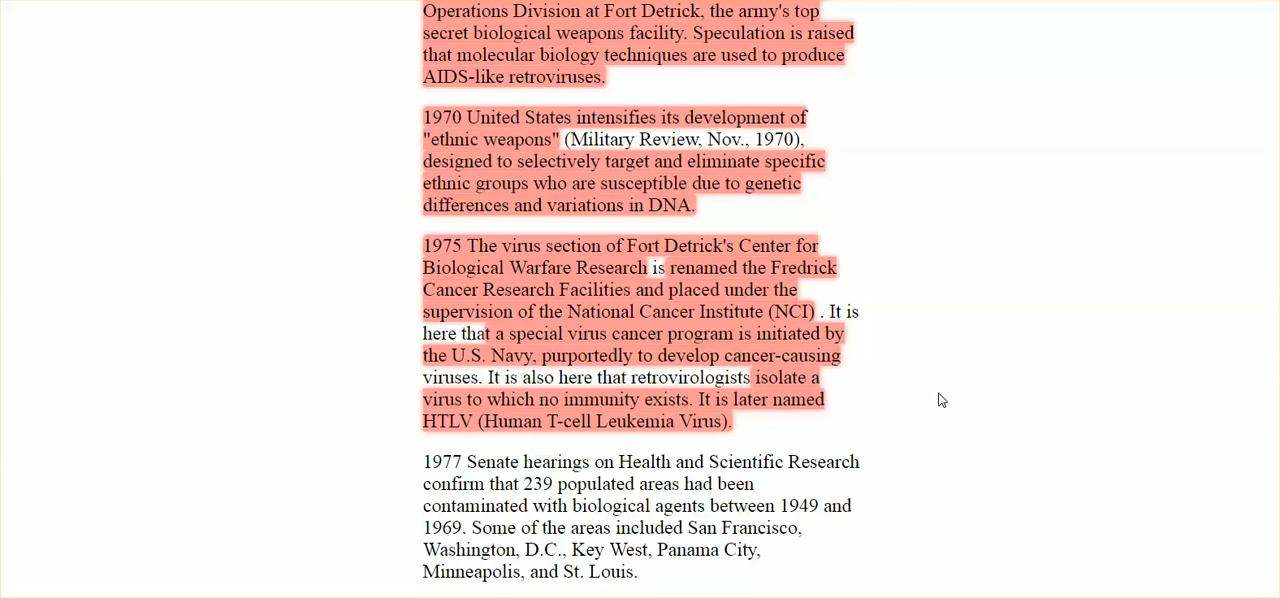 Operations Division at Fort Detrick, the army's top
secret biological weapons facility. Speculation is raised
that molecular biology techniques are used to produce
AIDS-like retroviruses.
1970 United States intensifies its development of
"ethnic weapons" (Military Review, Nov., 1970),
designed to selectively target and eliminate specific
ethnic groups who are susceptible due to genetic
differences and variations in DNA.
1975 The virus section of Fort Detrick's Center for
Biological Warfare Research is renamed the Fredrick
Cancer Research Facilities and placed under the
supervision of the National Cancer Institute (NCI) . It is
here that a special virus cancer program is initiated by
the U.S. Navy, purportedly to develop cancer-causing
viruses. It is also here that retrovirologists isolate a
virus to which no immunity exists. It is later named
HTLV (Human T-cell Leukemia Virus).
1977 Senate hearings on Health and Scientific Research
confirm that 239 populated areas had been
contaminated with biological agents between 1949 and
1969. Some of the areas included San Francisco,
Washington, D.C., Key West, Panama City,
Minneapolis, and St. Louis.